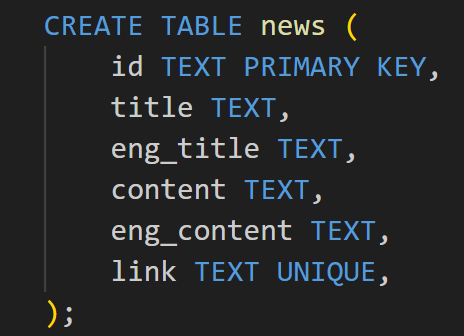 CREATE TABLE news (
    id TEXT PRIMARY KEY,
    title TEXT,
    eng_title TEXT,
    content TEXT,
    eng_content TEXT,
    link TEXT UNIQUE,
);